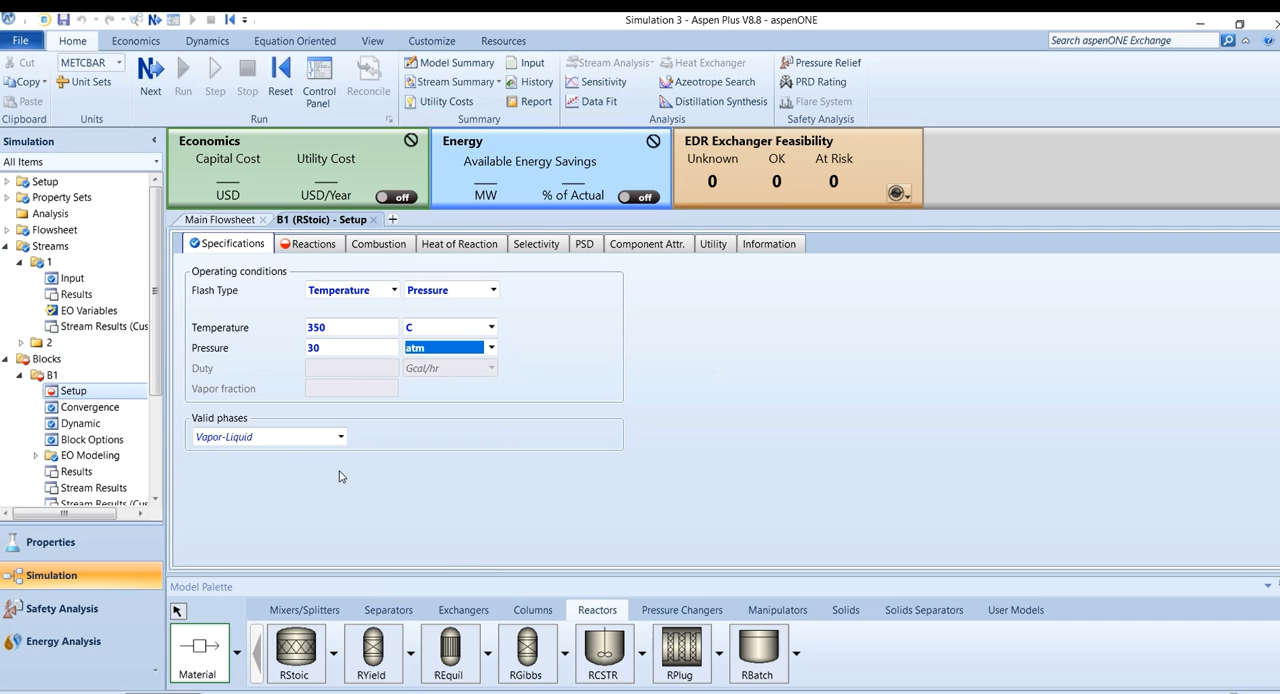 Simulation 3 - Aspen Plus V8.8 - aspenONE
File Home Economics Dynamics Equation Oriented View Customize Resources Search aspenONE Exchange
Cut METCBAR Model Summary Input Stream Analysis Heat Exchanger Pressure Relief
Copy Unit Sets Next Run Step Stop Reset Control Panel Reconcile Stream Summary History Sensitivity Azeotrope Search PRD Rating
Paste Utility Costs Report Data Fit Distillation Synthesis Flare System
Clipboard Units Run Summary Analysis Safety Analysis
Simulation
All Items
Setup
Property Sets
Analysis
Flowsheet
Streams
1
Input
Results
EO Variables
Stream Results (Cus
2
Blocks
B1
Setup
Convergence
Dynamic
Block Options
EO Modeling
Results
Stream Results
Stream Results (Cus
Properties
Simulation
Safety Analysis
Energy Analysis
Economics
Capital Cost Utility Cost
USD USD/Year off
Energy
Available Energy Savings
MW % of Actual off
EDR Exchanger Feasibility
Unknown OK At Risk
0 0 0
Main Flowsheet B1 (RStoic) - Setup +
Specifications Reactions Combustion Heat of Reaction Selectivity PSD Component Attr. Utility Information
Operating conditions
Flash Type Temperature Pressure
Temperature 350 C
Pressure 30 atm
Duty Gcal/hr
Vapor fraction
Valid phases
Vapor-Liquid
Model Palette
Mixers/Splitters Separators Exchangers Columns Reactors Pressure Changers Manipulators Solids Solids Separators User Models
Material RStoic RYield REquil RGibbs RCSTR RPlug RBatch